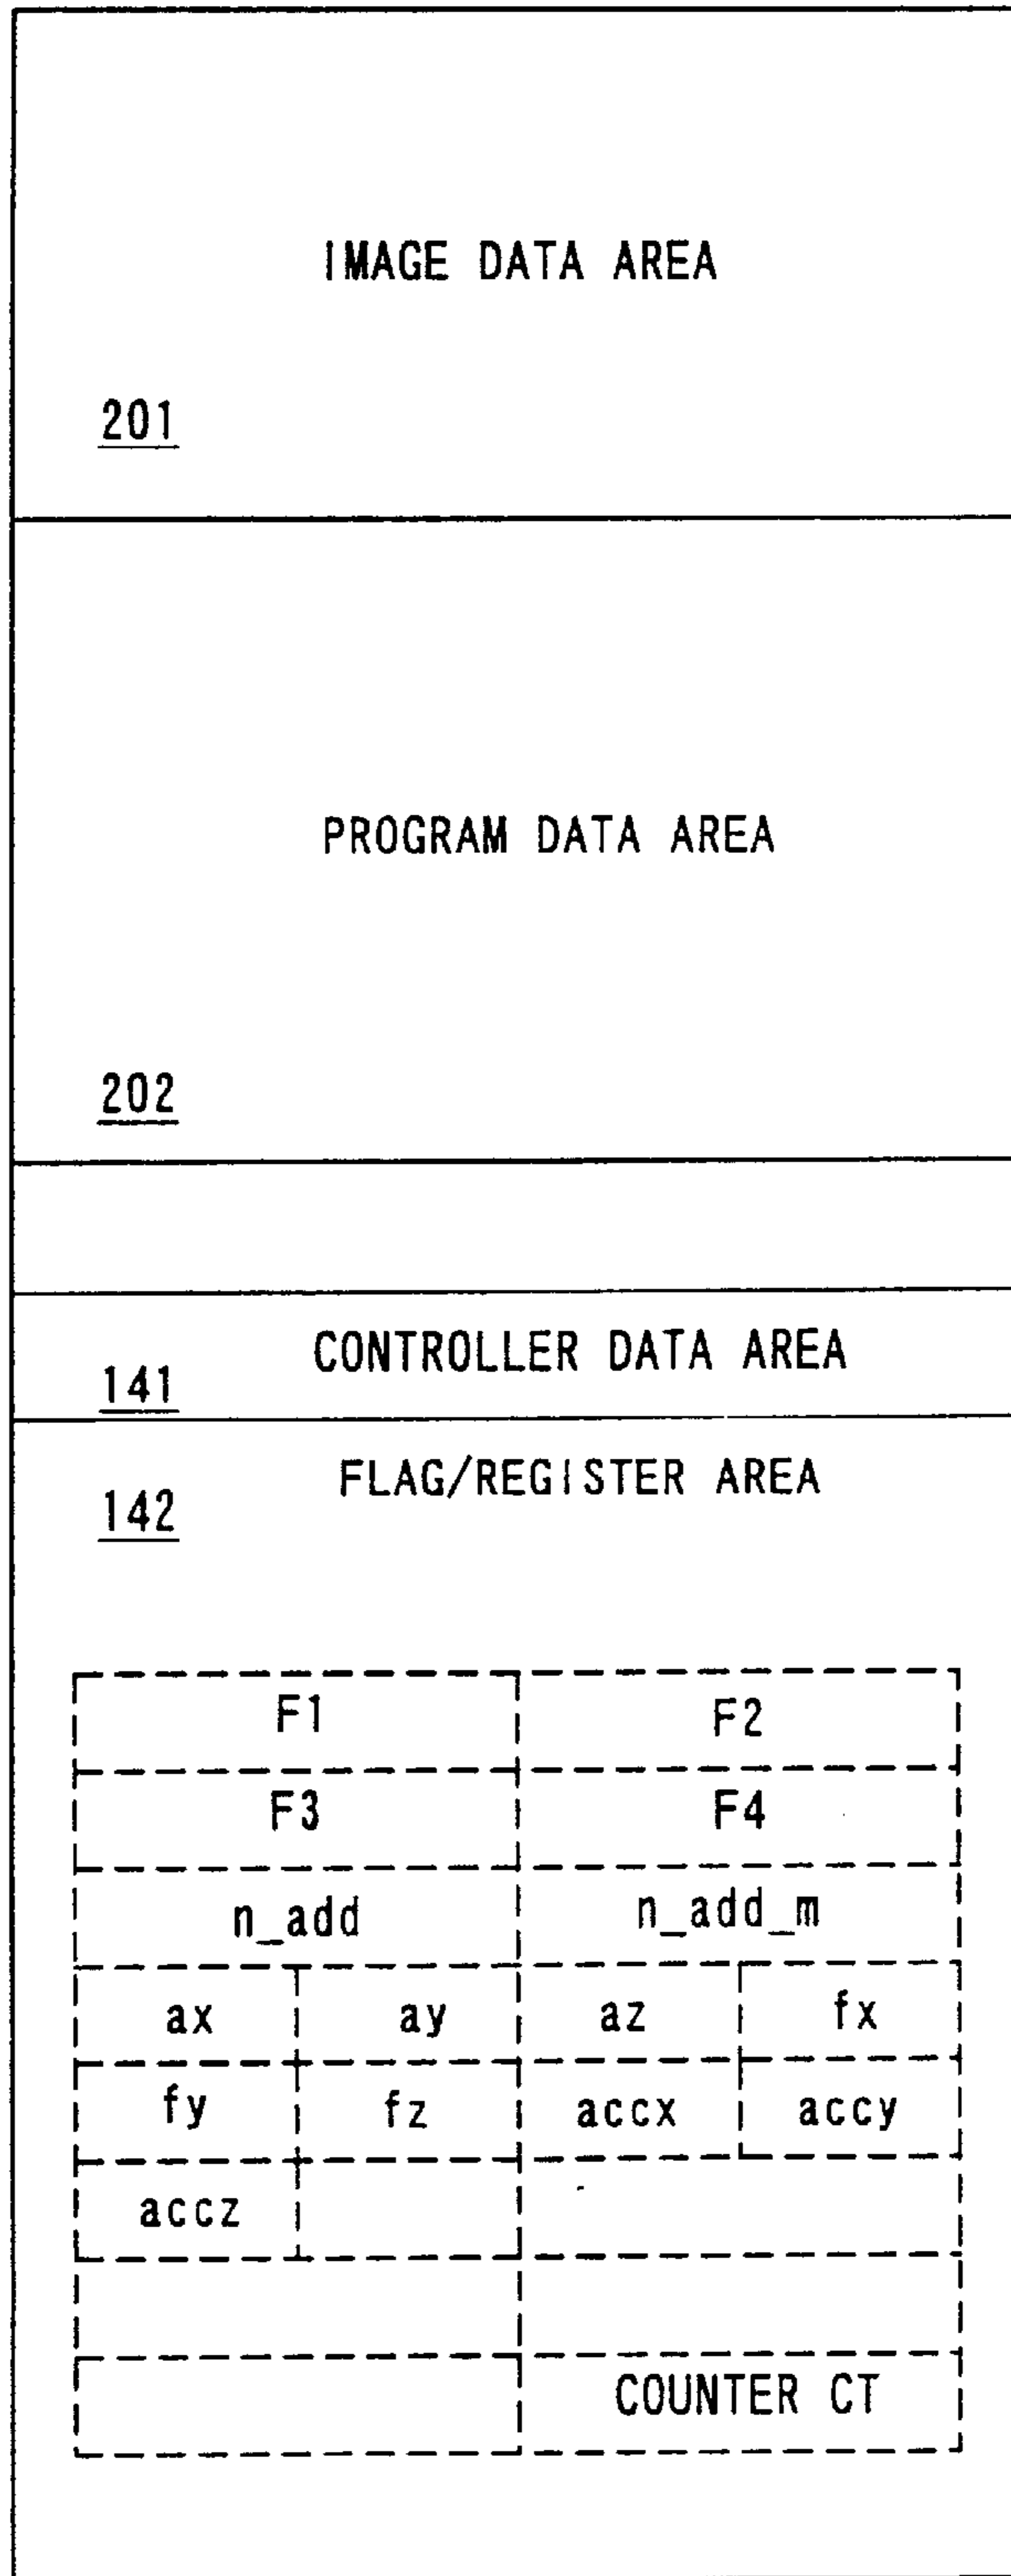 IMAGE DATA AREA
201
PROGRAM DATA AREA
202
CONTROLLER DATA AREA
141
FLAG/REGISTER AREA
142
F1 F2
F3 F4
n_add n_add_m
ax ay az fx
fy fz accx accy
accz
COUNTER CT